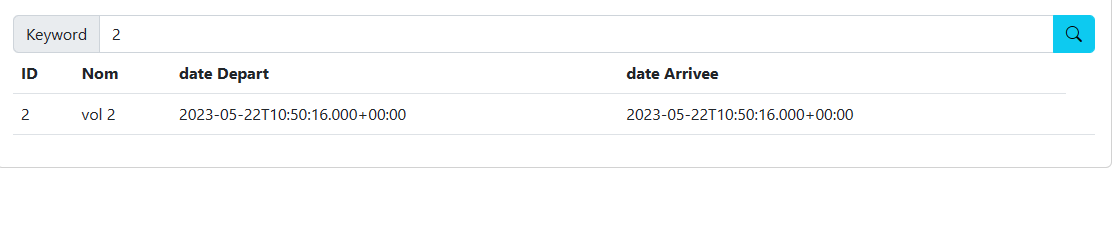 Keyword 2
ID Nom date Depart date Arrivee
2 vol 2 2023-05-22T10:50:16.000+00:00 2023-05-22T10:50:16.000+00:00